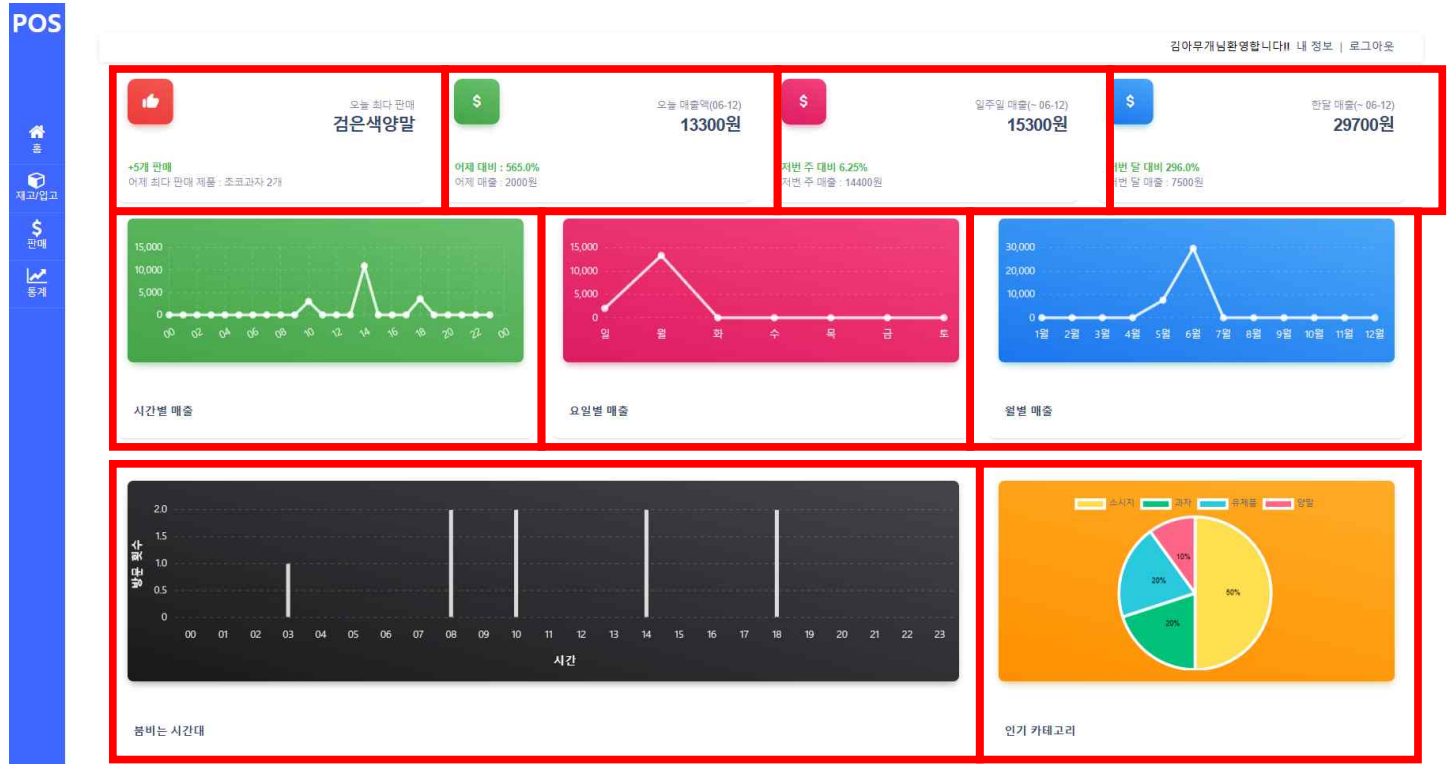 POS
김아무개님환영합니다!! 내 정보 | 로그아웃
홈
재고/입고
판매
통계
오늘 최다 판매
검은색양말
+5개 판매
어제 최다 판매 제품 : 초코과자 2개
오늘 매출액(06-12)
13300원
어제 대비 : 565.0%
어제 매출 : 2000원
일주일 매출(~ 06-12)
15300원
저번 주 대비 6.25%
저번 주 매출 : 14400원
한달 매출(~ 06-12)
29700원
번 달 대비 296.0%
번 달 매출 : 7500원
15,000
10,000
5,000
0
00 02 04 06 08 10 12 14 16 18 20 22 00
시간별 매출
15,000
10,000
5,000
0
일 월 화 수 목 금 토
요일별 매출
30,000
20,000
10,000
0
1월 2월 3월 4월 5월 6월 7월 8월 9월 10월 11월 12월
월별 매출
방문 횟수
2.0
1.5
1.0
0.5
0
00 01 02 03 04 05 06 07 08 09 10 11 12 13 14 15 16 17 18 19 20 21 22 23
시간
붐비는 시간대
소시지 과자 유제품 양말
10%
20%
50%
20%
인기 카테고리